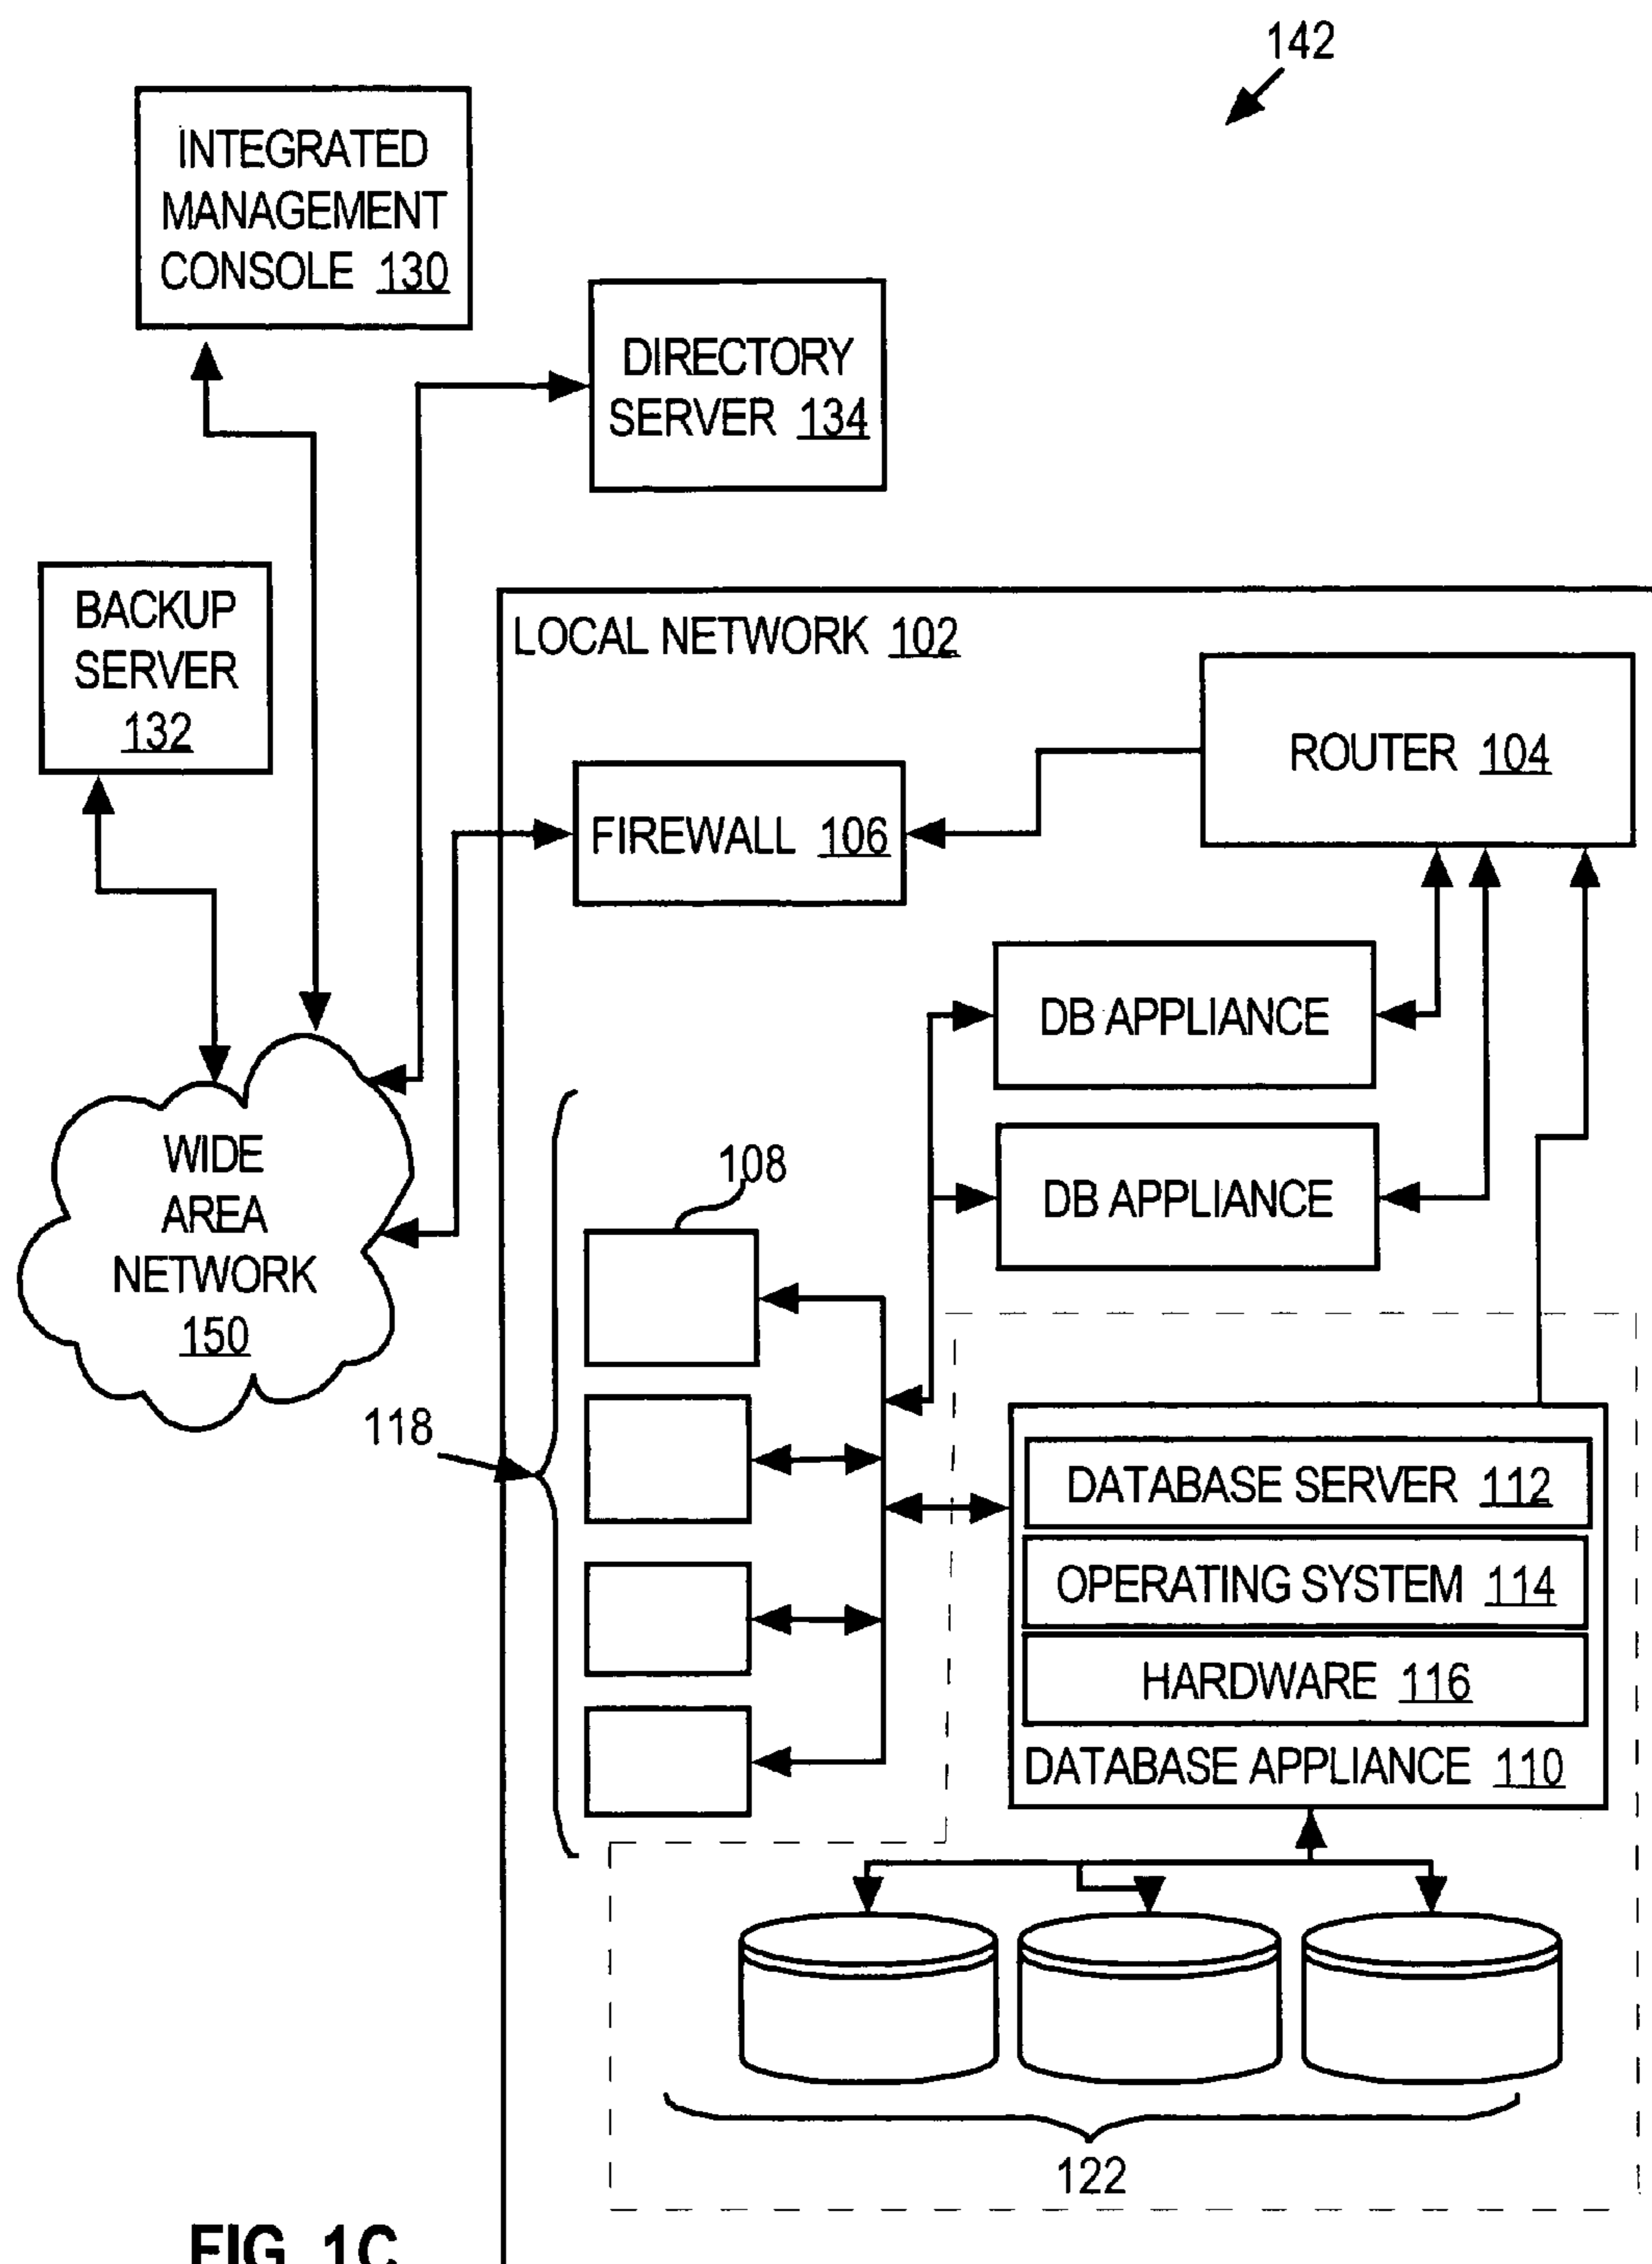 142
INTEGRATED
MANAGEMENT
CONSOLE 130
DIRECTORY
SERVER 134
BACKUP
SERVER
132
LOCAL NETWORK 102
ROUTER 104
FIREWALL 106
DB APPLIANCE
DB APPLIANCE
WIDE
AREA
NETWORK
150
108
118
DATABASE SERVER 112
OPERATING SYSTEM 114
HARDWARE 116
DATABASE APPLIANCE 110
122
FIG. 1C